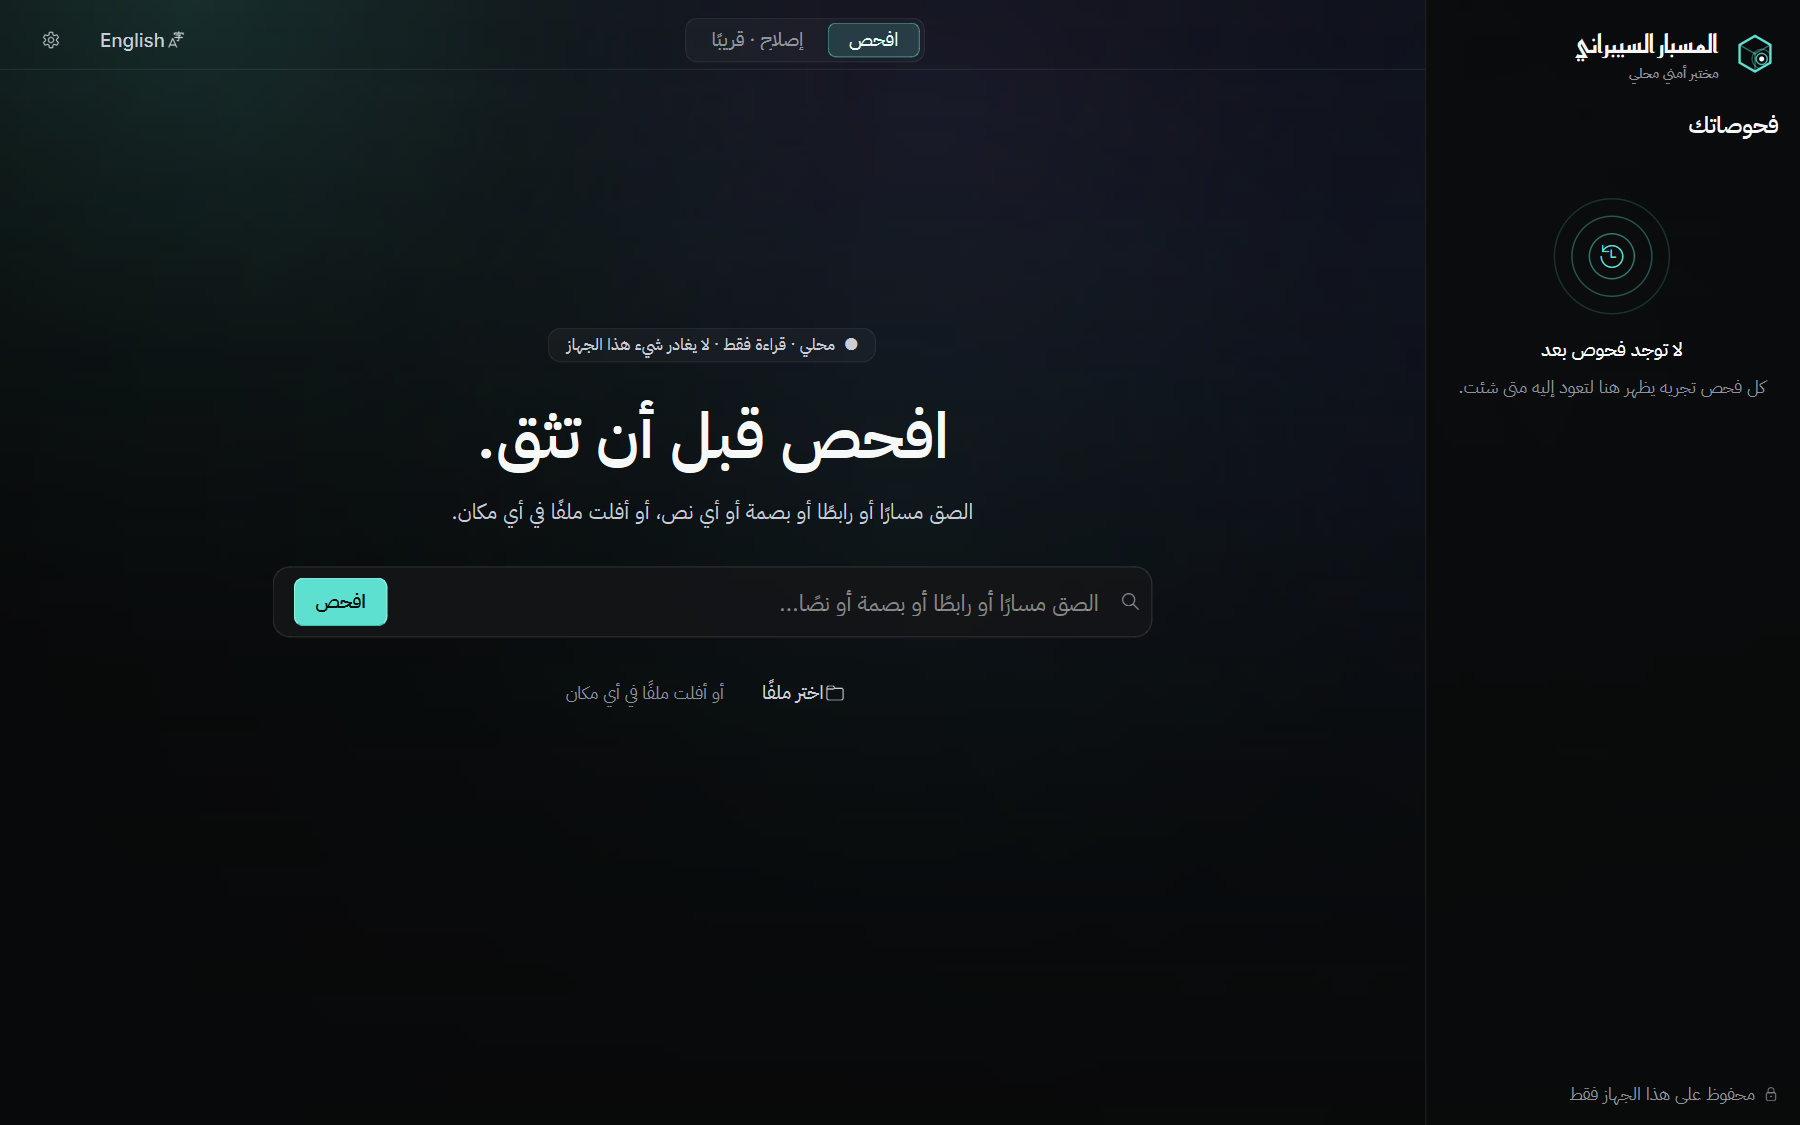 المسبار السيبراني
مختبر أمني محلي
فحوصاتك
لا توجد فحوص بعد
كل فحص تجريه يظهر هنا لتعود إليه متى شئت.
محفوظ على هذا الجهاز فقط
افحص
إصلاح · قريبًا
English
محلي · قراءة فقط · لا يغادر شيء هذا الجهاز
افحص قبل أن تثق.
الصق مسارًا أو رابطًا أو بصمة أو أي نص، أو أفلت ملفًا في أي مكان.
الصق مسارًا أو رابطًا أو بصمة أو نصًا...
افحص
اختر ملفًا
أو أفلت ملفًا في أي مكان